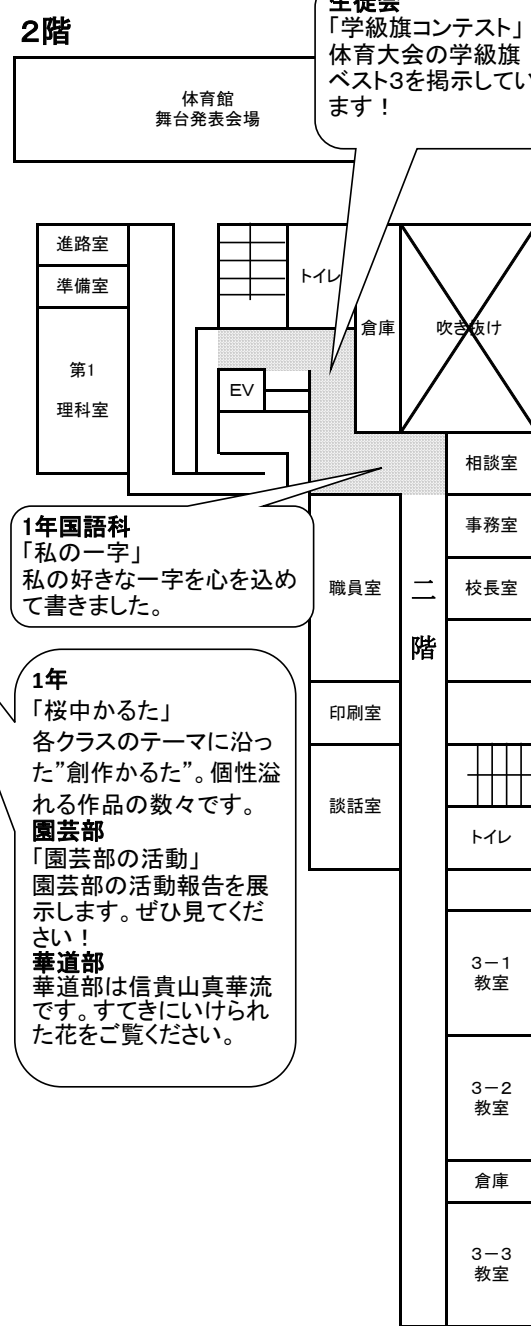 2階
生徒会
「学級旗コンテスト」
体育大会の学級旗
ベスト3を掲示してい
ます！
体育館
舞台発表会場
進路室
準備室
第1
理科室
トイレ
倉庫
吹き抜け
EV
相談室
事務室
校長室
1年国語科
「私の一字」
私の好きな一字を心を込め
て書きました。
職員室
二
階
印刷室
談話室
トイレ
1年
「桜中かるた」
各クラスのテーマに沿っ
た”創作かるた”。個性溢
れる作品の数々です。
園芸部
「園芸部の活動」
園芸部の活動報告を展
示します。ぜひ見てくだ
さい！
華道部
華道部は信貴山真華流
です。すてきにいけられ
た花をご覧ください。
3－1
教室
3－2
教室
倉庫
3－3
教室